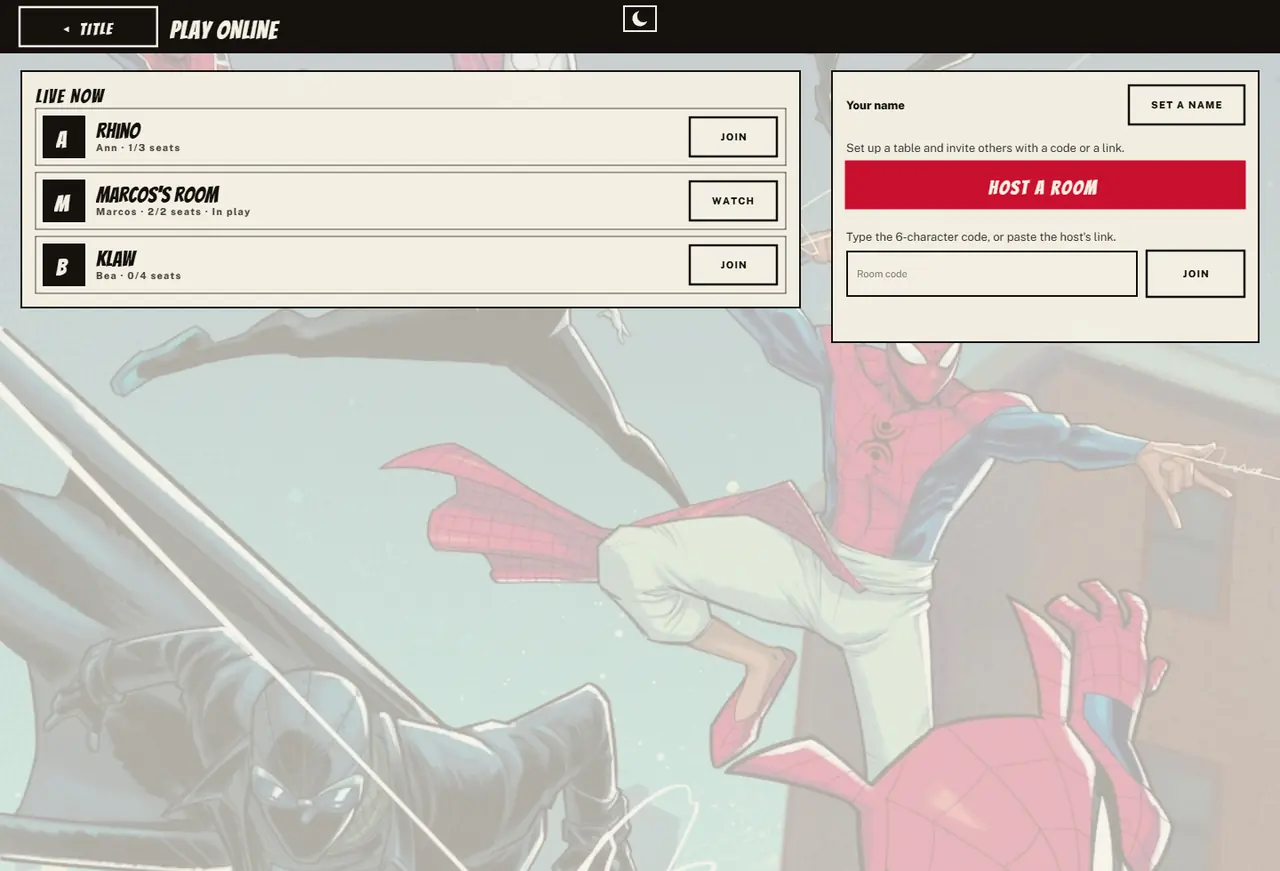 ◂ TITLE
PLAY ONLINE
LIVE NOW
A
RHINO
Ann · 1/3 seats
JOIN
M
MARCOS'S ROOM
Marcos · 2/2 seats · In play
WATCH
B
KLAW
Bea · 0/4 seats
JOIN
Your name
SET A NAME
Set up a table and invite others with a code or a link.
HOST A ROOM
Type the 6-character code, or paste the host's link.
Room code
JOIN